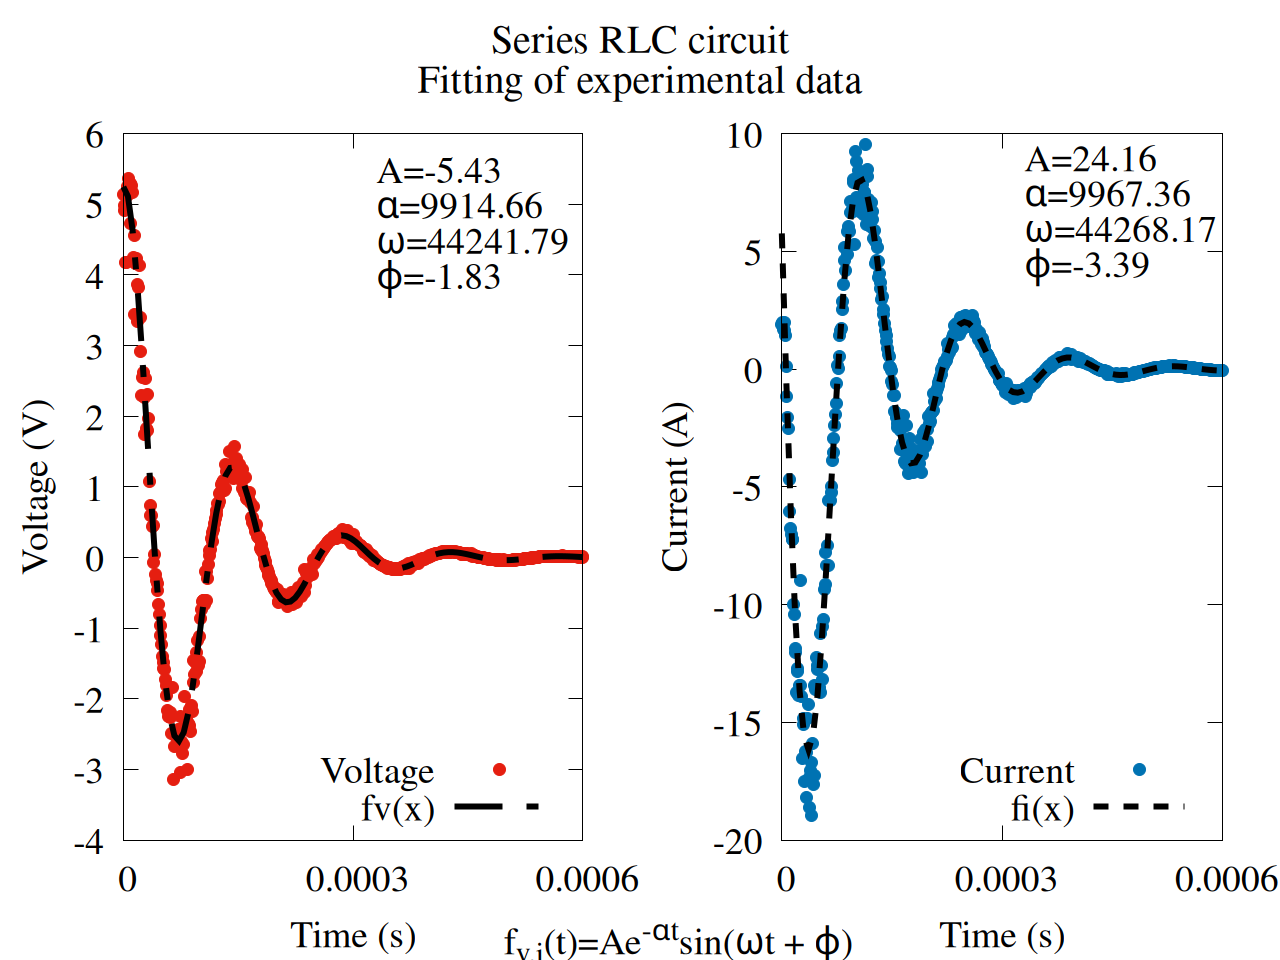 Series RLC circuit
Fitting of experimental data
6
5
4
3
2
1
0
-1
-2
-3
-4
Voltage (V)
A=-5.43
α=9914.66
ω=44241.79
ϕ=-1.83
Voltage
fv(x)
0
0.0003
0.0006
Time (s)
10
5
0
-5
-10
-15
-20
Current (A)
A=24.16
α=9967.36
ω=44268.17
ϕ=-3.39
Current
fi(x)
0
0.0003
0.0006
Time (s)
f_{v,i}(t)=Ae^{-αt}sin(ωt + ϕ)